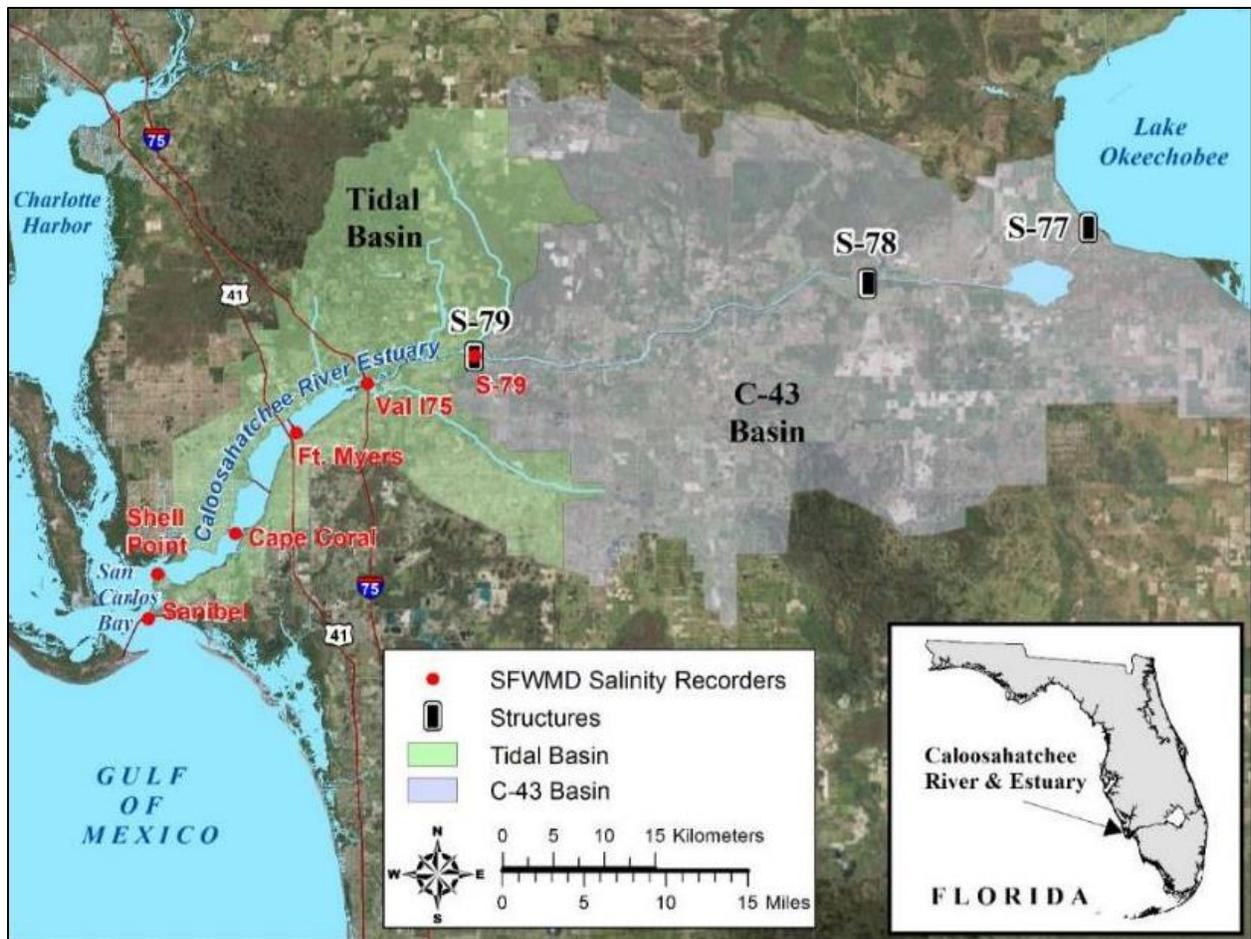 75
Lake
Okeechobee
Charlotte
Harbor
Tidal
Basin
S-77
S-78
41
S-79
S-79
Caloosahatchee River Estuary
Val I75
C-43
Basin
Ft. Myers
Shell
Point
Cape Coral
San
Carlos
Bay
Sanibel
75
41
GULF
OF
MEXICO
SFWMD Salinity Recorders
Structures
Tidal Basin
C-43 Basin
0 5 10 15 Kilometers
0 5 10 15 Miles
N
W E
S
Caloosahatchee
River & Estuary
FLORIDA